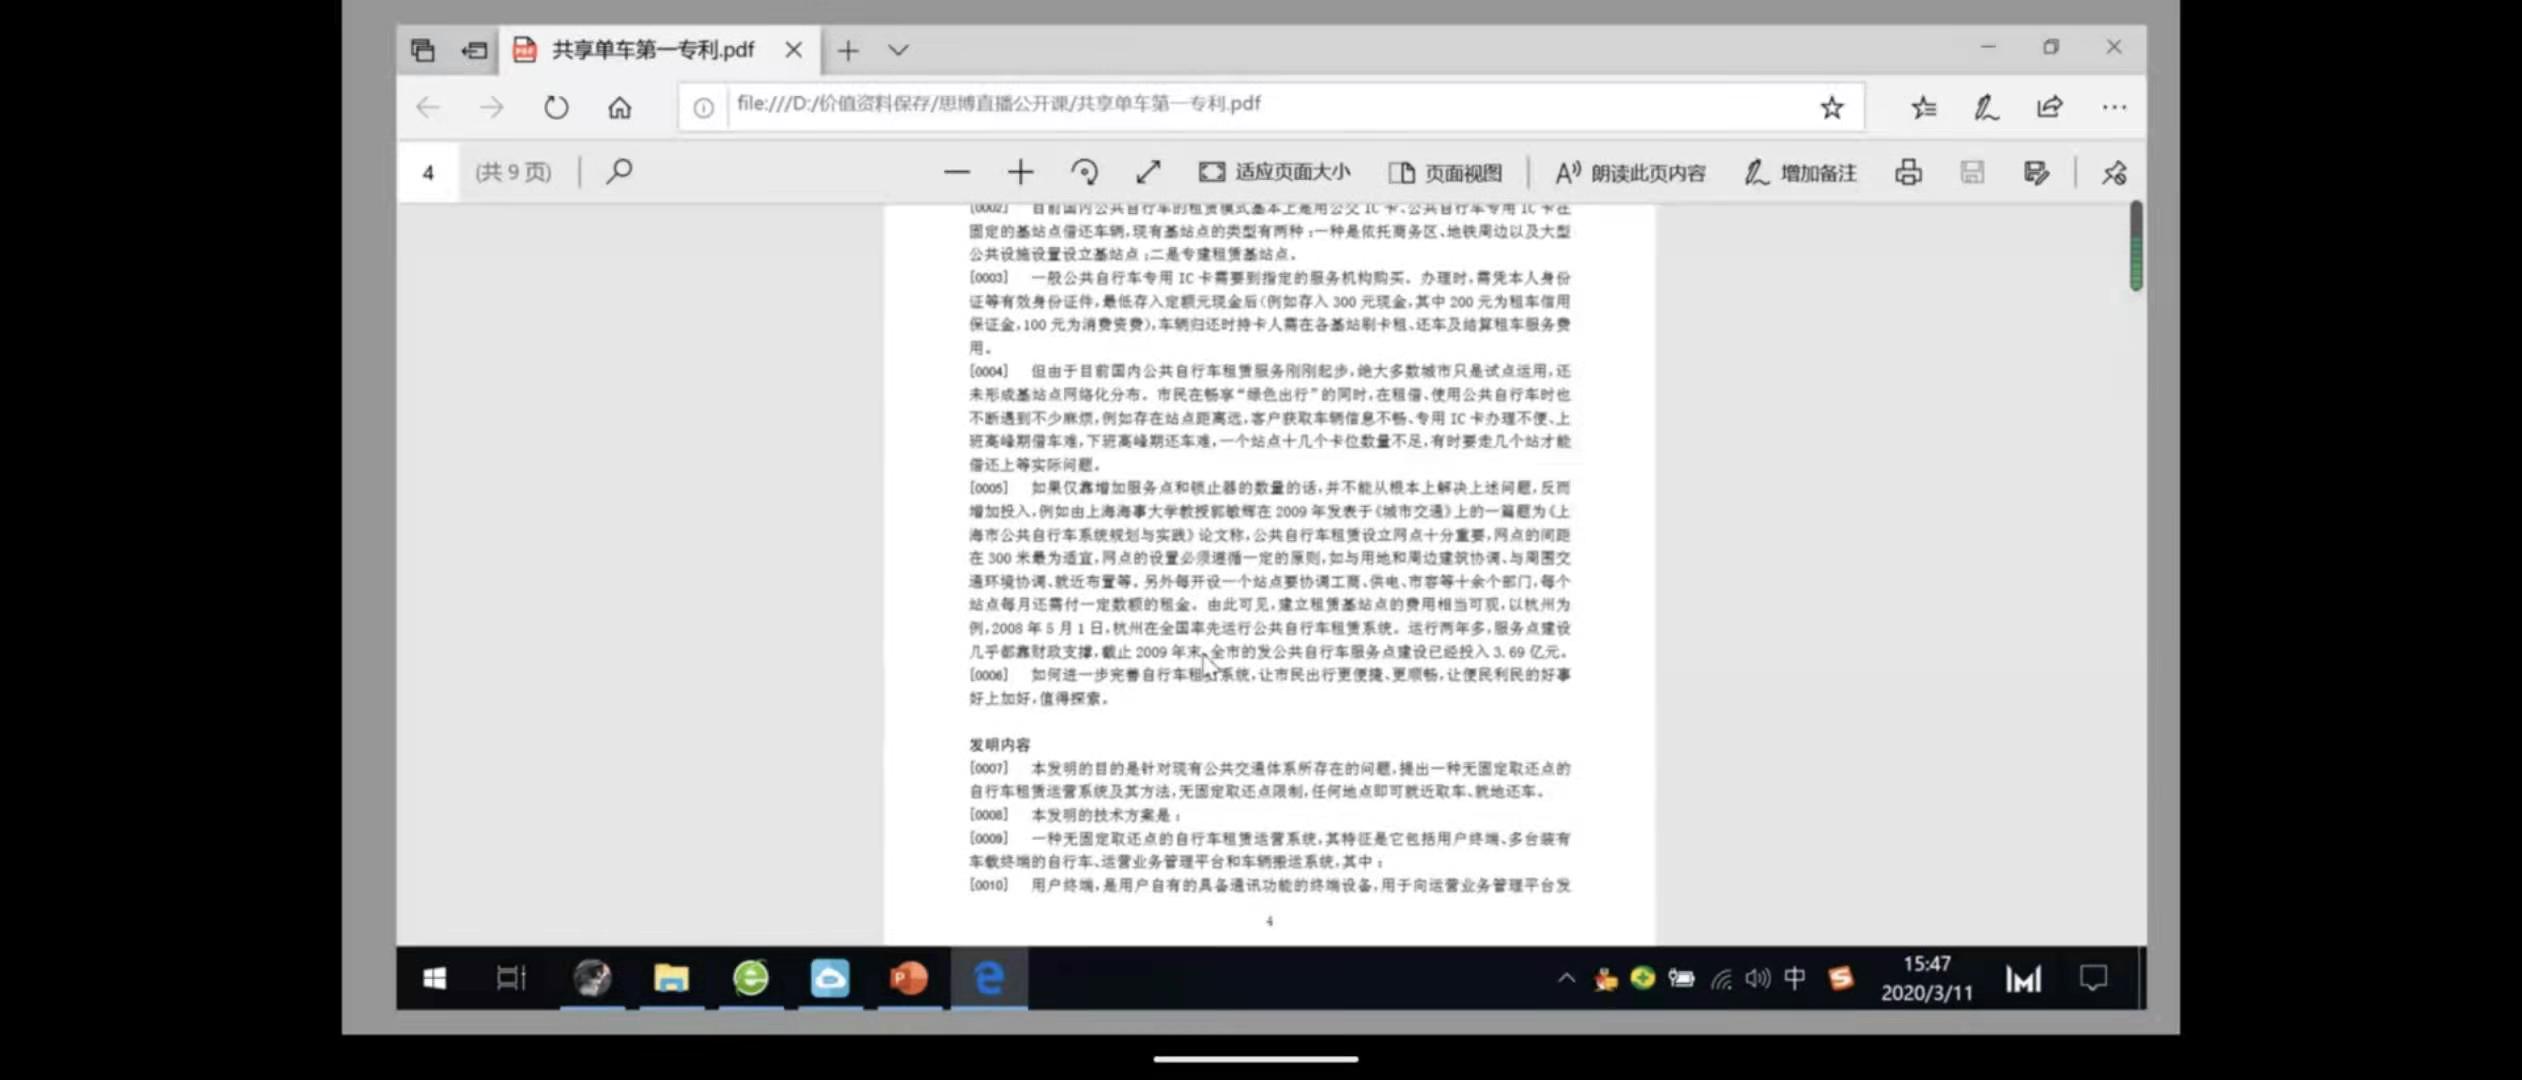 共享单车第一专利.pdf
file:///D:/价值资料保存/思博直播公开课/共享单车第一专利.pdf
4 (共 9 页) 适应页面大小 页面视图 朗读此页内容 增加备注
[0002] 目前国内公共自行车的租赁模式基本上是用公交 IC 卡、公共自行车专用 IC 卡在
固定的基站点借还车辆,现有基站点的类型有两种:一种是依托商务区、地铁周边以及大型
公共设施设置设立基站点;二是专建租赁基站点。
[0003] 一般公共自行车专用 IC 卡需要到指定的服务机构购买。办理时,需凭本人身份
证等有效身份证件,最低存入定额元现金后(例如存入 300 元现金,其中 200 元为租车信用
保证金,100 元为消费资费),车辆归还时持卡人需在各基站刷卡租、还车及结算租车服务费
用。
[0004] 但由于目前国内公共自行车租赁服务刚刚起步,绝大多数城市只是试点运用,还
未形成基站点网络化分布。市民在畅享“绿色出行”的同时,在租借、使用公共自行车时也
不断遇到不少麻烦,例如存在站点距离远,客户获取车辆信息不畅、专用 IC 卡办理不便、上
班高峰期借车难,下班高峰期还车难,一个站点十几个卡位数量不足,有时要走几个站才能
借还上等实际问题。
[0005] 如果仅靠增加服务点和锁止器的数量的话,并不能从根本上解决上述问题,反而
增加投入,例如由上海海事大学教授郭敏辉在 2009 年发表于《城市交通》上的一篇题为《上
海市公共自行车系统规划与实践》论文称,公共自行车租赁设立网点十分重要,网点的间距
在 300 米最为适宜,网点的设置必须遵循一定的原则,如与用地和周边建筑协调、与周围交
通环境协调、就近布置等。另外每开设一个站点要协调工商、供电、市容等十余个部门,每个
站点每月还需付一定数额的租金。由此可见,建立租赁基站点的费用相当可观,以杭州为
例,2008 年 5 月 1 日,杭州在全国率先运行公共自行车租赁系统。运行两年多,服务点建设
几乎都靠财政支撑,截止 2009 年末,全市的发公共自行车服务点建设已经投入 3.69 亿元。
[0006] 如何进一步完善自行车租赁系统,让市民出行更便捷、更顺畅,让便民利民的好事
好上加好,值得探索。
发明内容
[0007] 本发明的目的是针对现有公共交通体系所存在的问题,提出一种无固定取还点的
自行车租赁运营系统及其方法,无固定取还点限制,任何地点即可就近取车、就地还车。
[0008] 本发明的技术方案是:
[0009] 一种无固定取还点的自行车租赁运营系统,其特征是它包括用户终端、多台装有
车载终端的自行车、运营业务管理平台和车辆搬运系统,其中:
[0010] 用户终端,是用户自有的具备通讯功能的终端设备,用于向运营业务管理平台发
4
中
15:47
2020/3/11